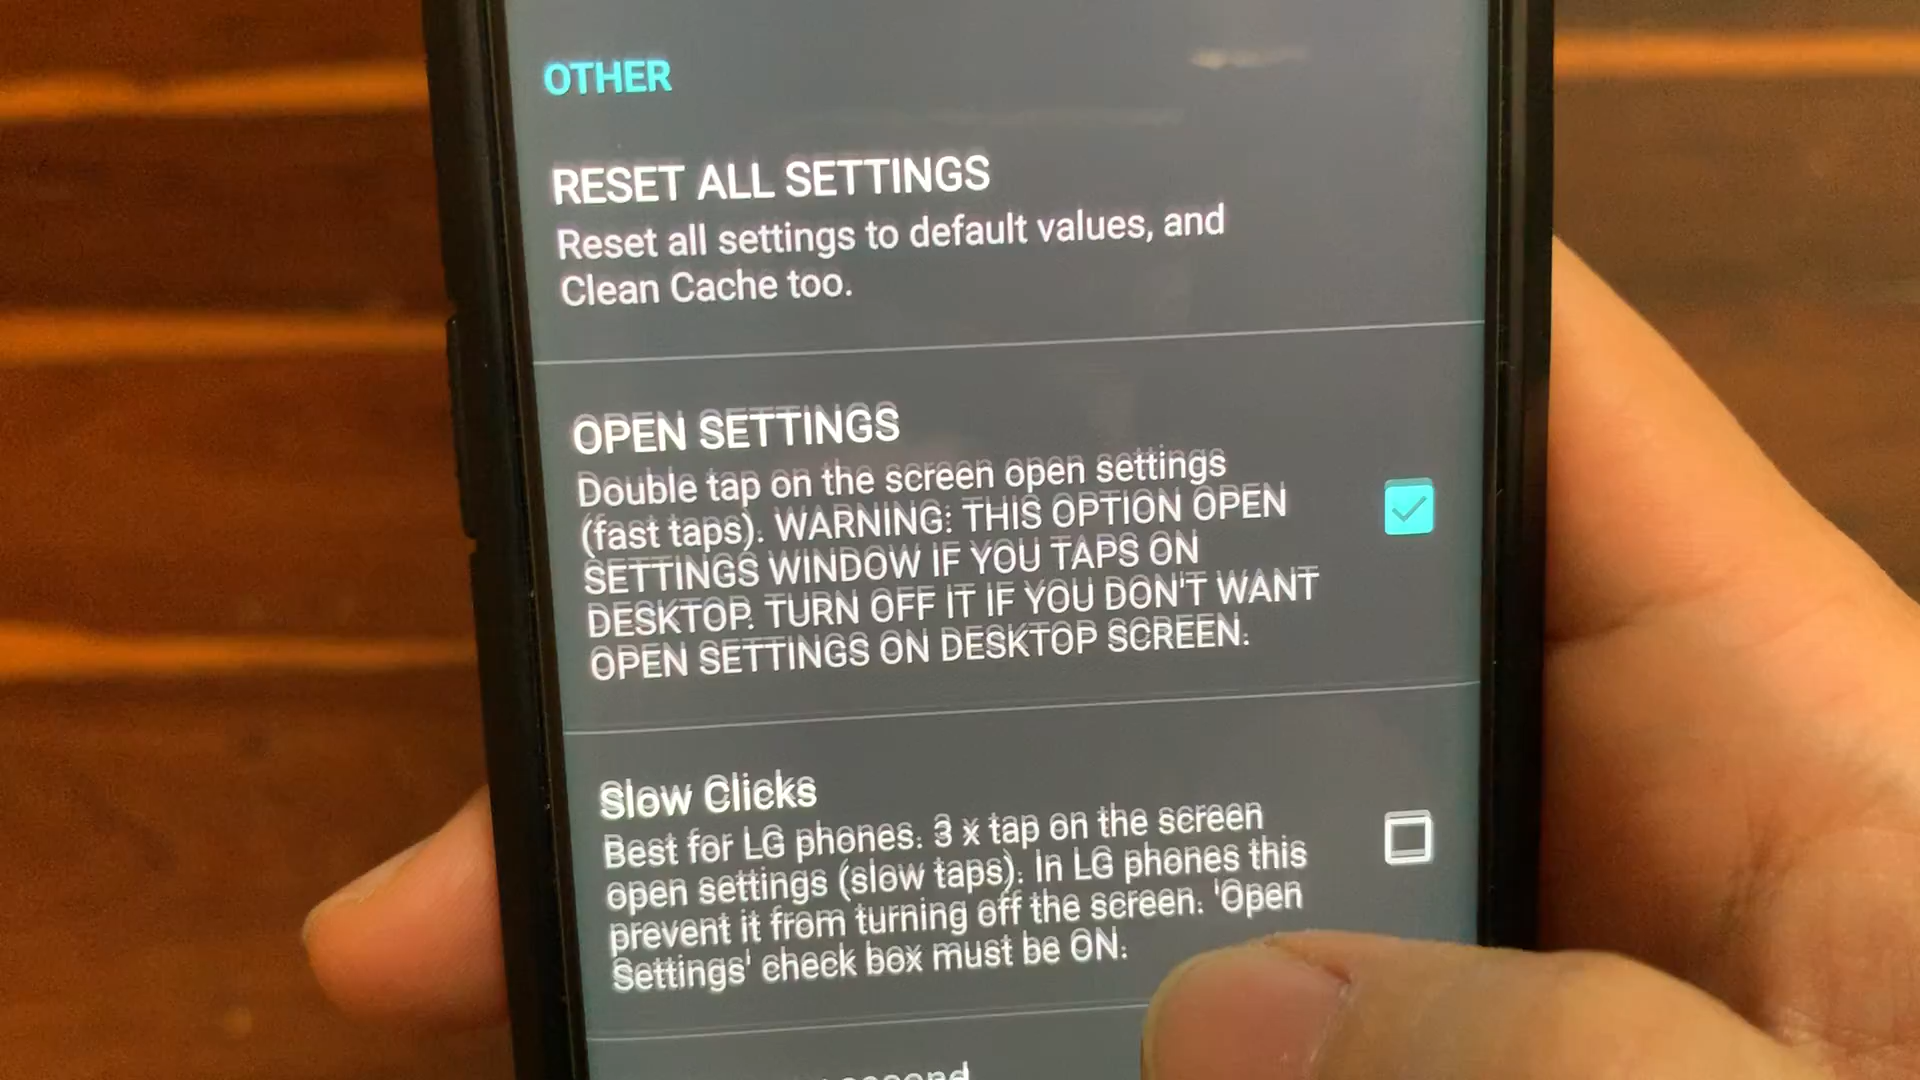 OTHER
RESET ALL SETTINGS
Reset all settings to default values, and
Clean Cache too.
OPEN SETTINGS
Double tap on the screen open settings
(fast taps). WARNING: THIS OPTION OPEN
SETTINGS WINDOW IF YOU TAPS ON
DESKTOP. TURN OFF IT IF YOU DON'T WANT
OPEN SETTINGS ON DESKTOP SCREEN.
Slow Clicks
Best for LG phones. 3 x tap on the screen
open settings (slow taps). In LG phones this
prevent it from turning off the screen. 'Open
Settings' check box must be ON.